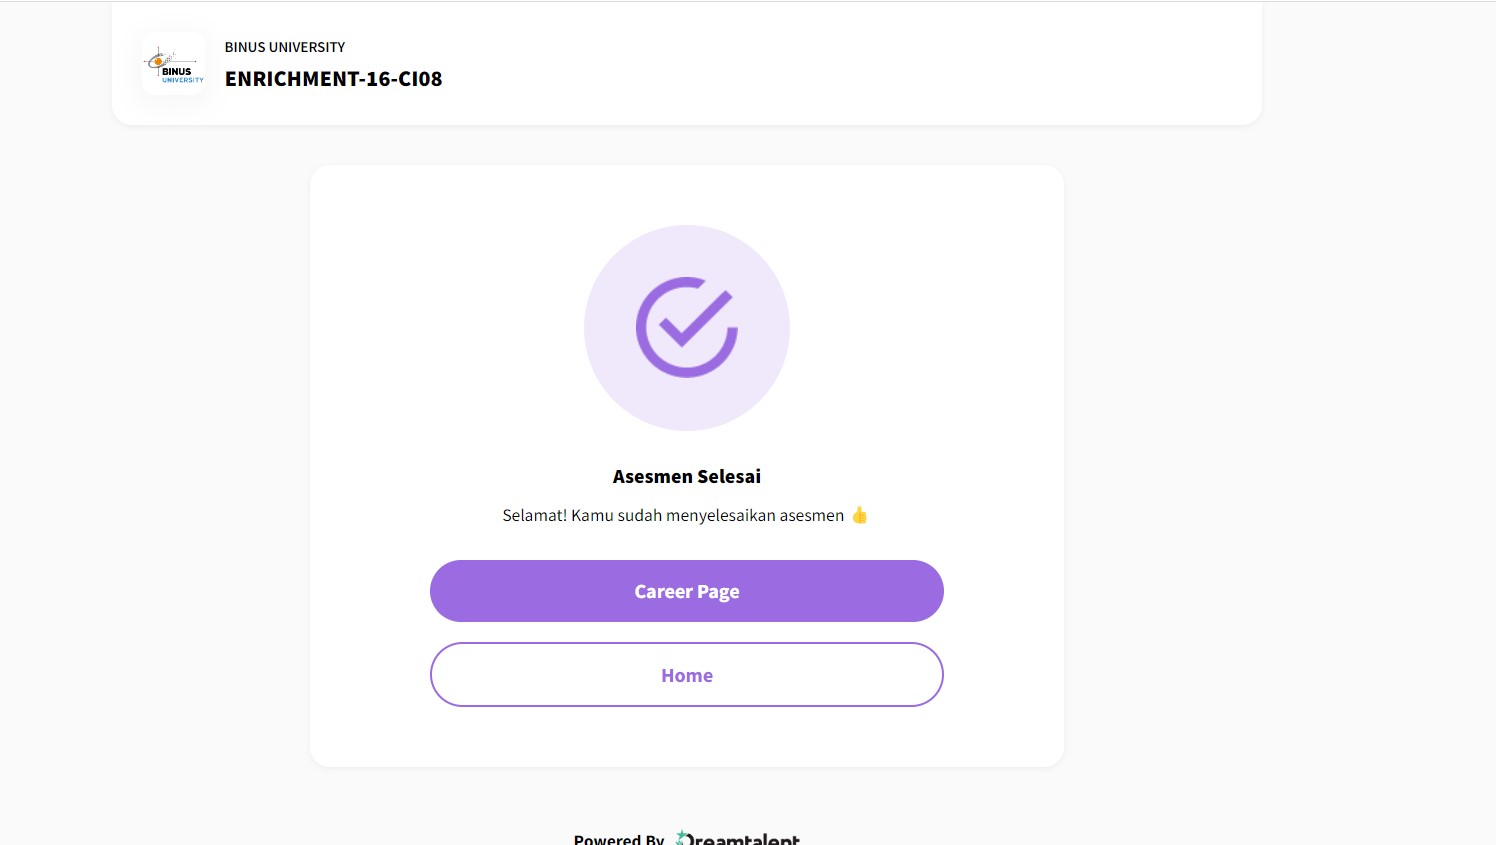 BINUS UNIVERSITY
ENRICHMENT-16-CI08
BINUS
UNIVERSITY
Asesmen Selesai
Selamat! Kamu sudah menyelesaikan asesmen 👍
Career Page
Home
Powered By Dreamtalent